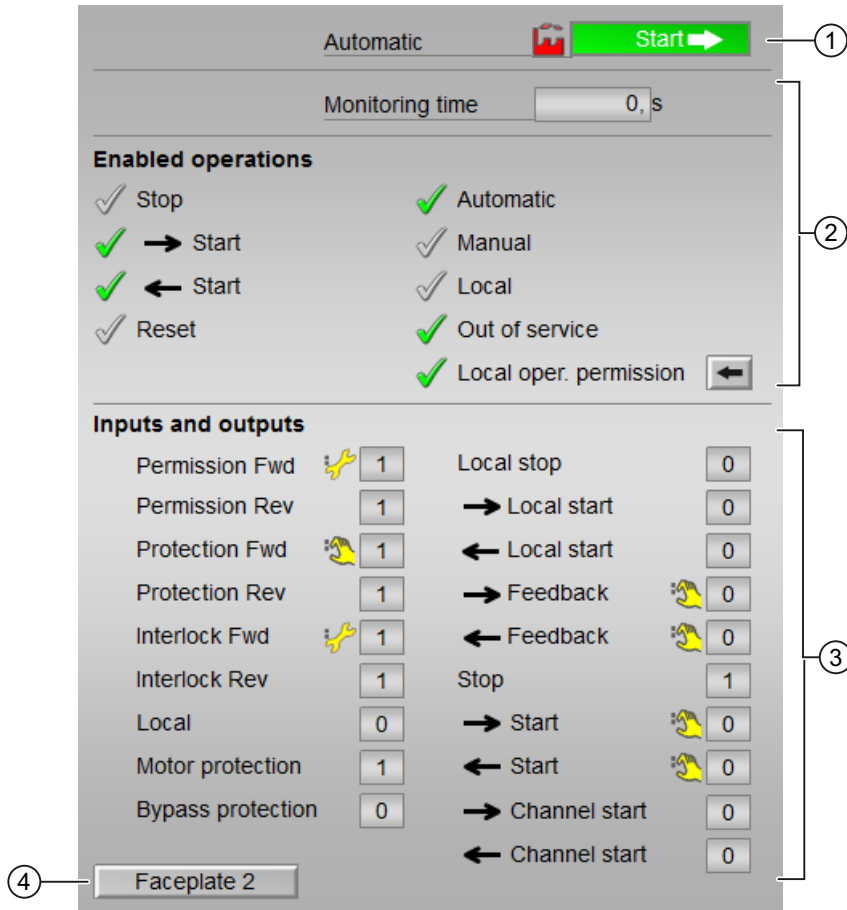 Automatic Start 1
Monitoring time 0, s
Enabled operations
Stop Automatic
Start Manual
Start Local
2
Reset Out of service
Local oper. permission
Inputs and outputs
Permission Fwd 1 Local stop 0
Permission Rev 1 Local start 0
Protection Fwd 1 Local start 0
Protection Rev 1 Feedback 0
Interlock Fwd 1 Feedback 0
3
Interlock Rev 1 Stop 1
Local 0 Start 0
Motor protection 1 Start 0
Bypass protection 0 Channel start 0
Channel start 0
4 Faceplate 2